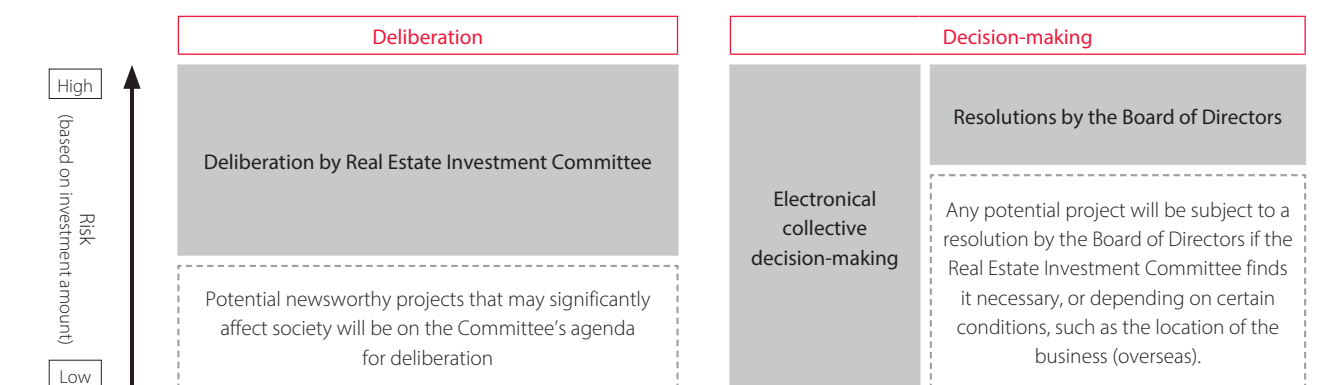 Deliberation
Decision-making
High
Risk
(based on investment amount)
Low
Deliberation by Real Estate Investment Committee
Potential newsworthy projects that may significantly
affect society will be on the Committee's agenda
for deliberation
Electronical
collective
decision-making
Resolutions by the Board of Directors
Any potential project will be subject to a
resolution by the Board of Directors if the
Real Estate Investment Committee finds
it necessary, or depending on certain
conditions, such as the location of the
business (overseas).